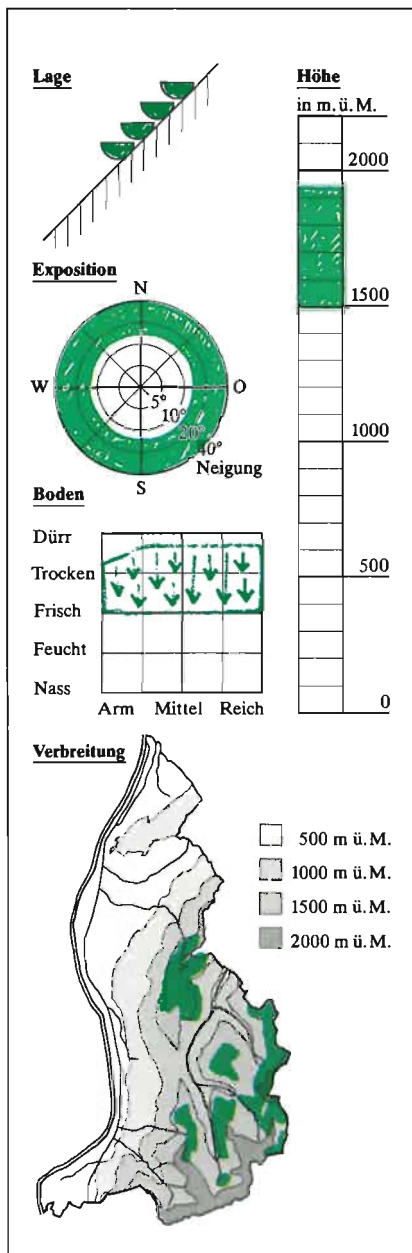 Lage
Höhe
in m. ü. M.
2000
1500
1000
500
0
Exposition
N
W
O
S
5°
10°
20°
40°
Neigung
Boden
Dürr
Trocken
Frisch
Feucht
Nass
Arm Mittel Reich
Verbreitung
500 m ü. M.
1000 m ü. M.
1500 m ü. M.
2000 m ü. M.